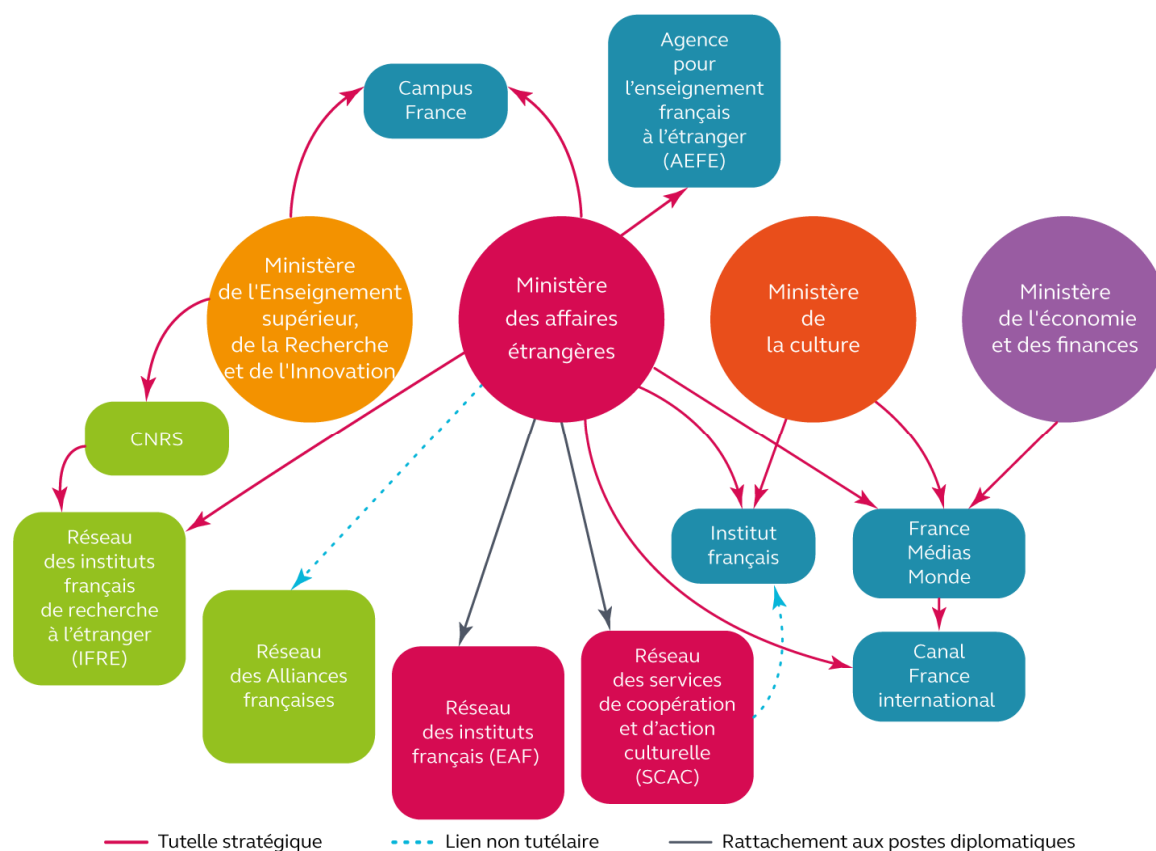 Agence
pour
l'enseignement
français
à l'étranger
(AEFE)
Campus
France
Ministère
de l'Enseignement
supérieur,
de la Recherche
et de l'Innovation
Ministère
des affaires
étrangères
Ministère
de
la culture
Ministère
de l'économie
et des finances
CNRS
Réseau
des instituts
français
de recherche
à l'étranger
(IFRE)
Réseau
des Alliances
françaises
Réseau
des instituts
français (EAF)
Réseau
des services
de coopération
et d'action
culturelle
(SCAC)
Institut
français
France
Médias
Monde
Canal
France
international
Tutelle stratégique
Lien non tutélaire
Rattachement aux postes diplomatiques